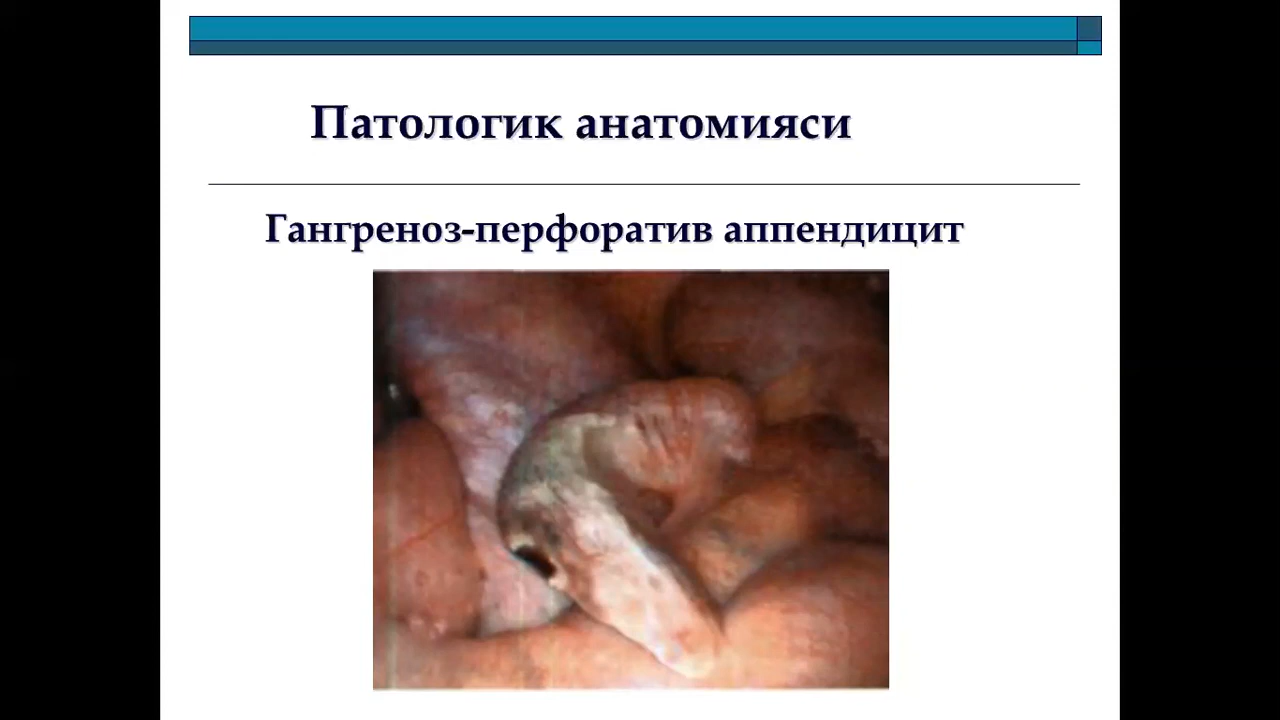 Патологик анатомияси
Гангреноз-перфоратив аппендицит